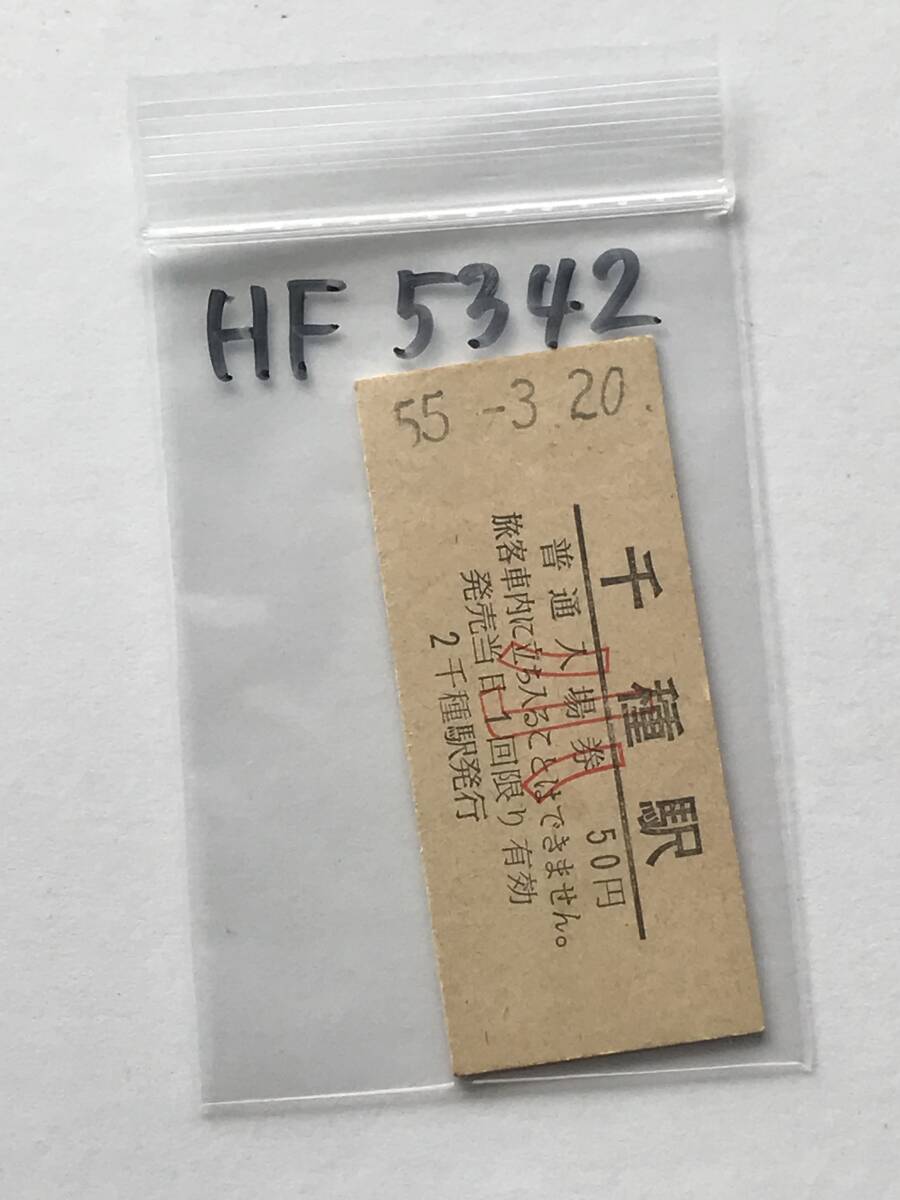 HF 5342
55 -3.20
千種駅
普通入場券 50円
旅客車内に立ち入ることはできません。
発売当日1回限り有効
2千種駅発行
小